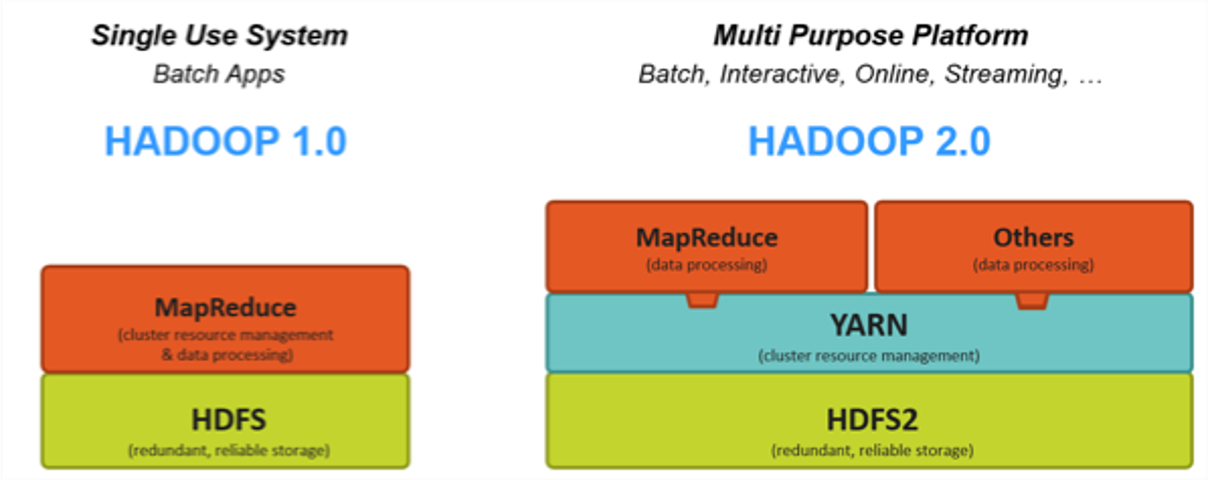 Single Use System
Batch Apps
HADOOP 1.0
MapReduce
(cluster resource management
& data processing)
HDFS
(redundant, reliable storage)
Multi Purpose Platform
Batch, Interactive, Online, Streaming, …
HADOOP 2.0
MapReduce
(data processing)
Others
(data processing)
YARN
(cluster resource management)
HDFS2
(redundant, reliable storage)